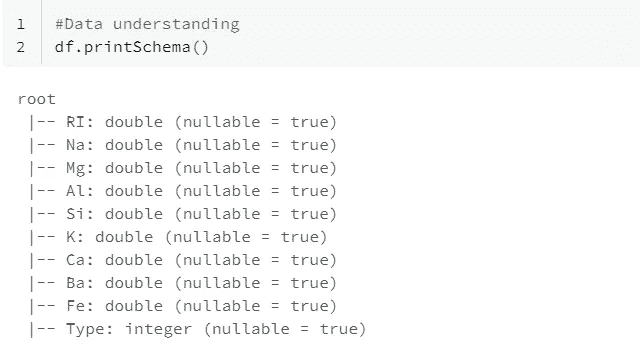 1 #Data understanding
2 df.printSchema()
root
|-- RI: double (nullable = true)
|-- Na: double (nullable = true)
|-- Mg: double (nullable = true)
|-- Al: double (nullable = true)
|-- Si: double (nullable = true)
|-- K: double (nullable = true)
|-- Ca: double (nullable = true)
|-- Ba: double (nullable = true)
|-- Fe: double (nullable = true)
|-- Type: integer (nullable = true)